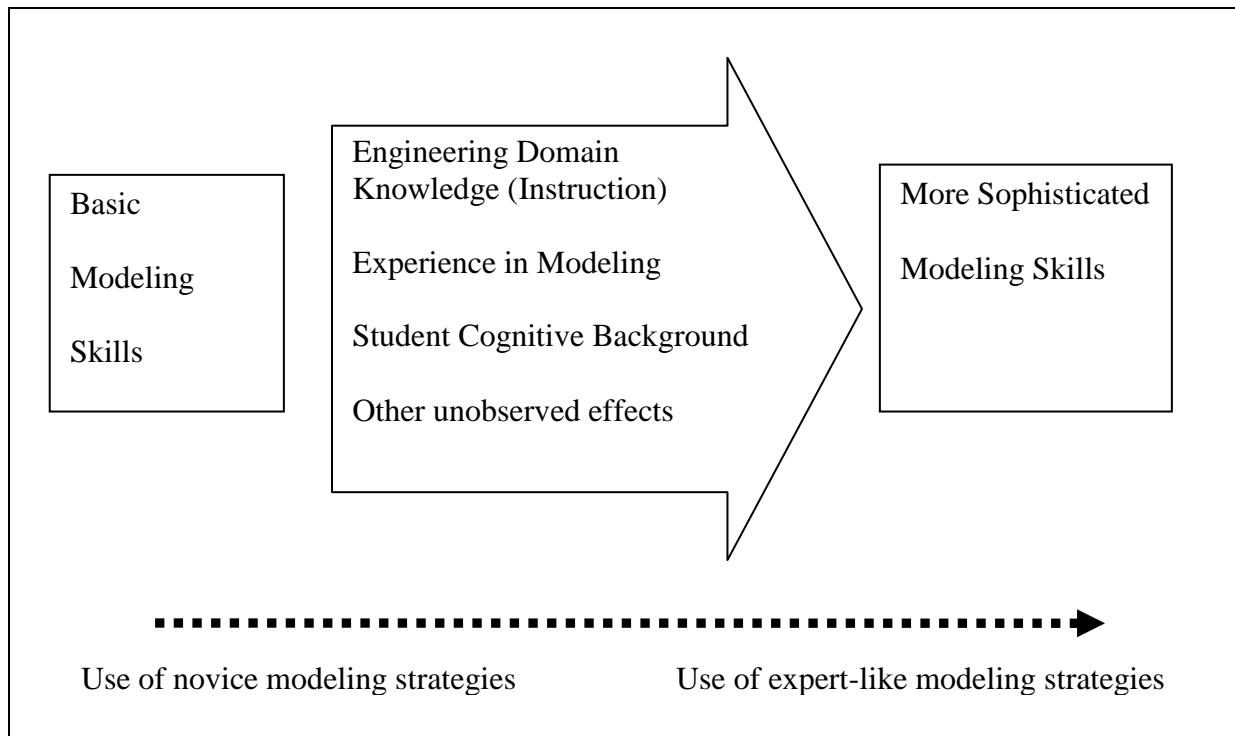 Basic
Modeling
Skills
Engineering Domain
Knowledge (Instruction)
Experience in Modeling
Student Cognitive Background
Other unobserved effects
More Sophisticated
Modeling Skills
Use of novice modeling strategies
Use of expert-like modeling strategies